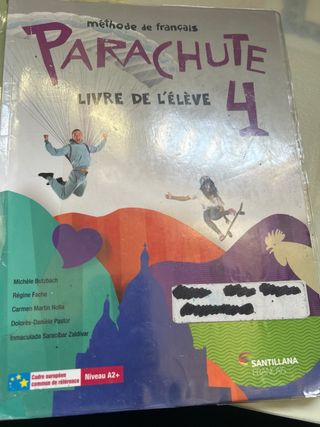 méthode de français
PARACHUTE
LIVRE DE L'ÉLÈVE 4
Michèle Butzbach
Régine Fache
Carmen Martín Nolla
Dolorès-Danièle Pastor
Inmaculada Saracíbar Zaldívar
Cadre européen
commun de référence
Niveau A2+
SANTILLANA
FRANÇAIS